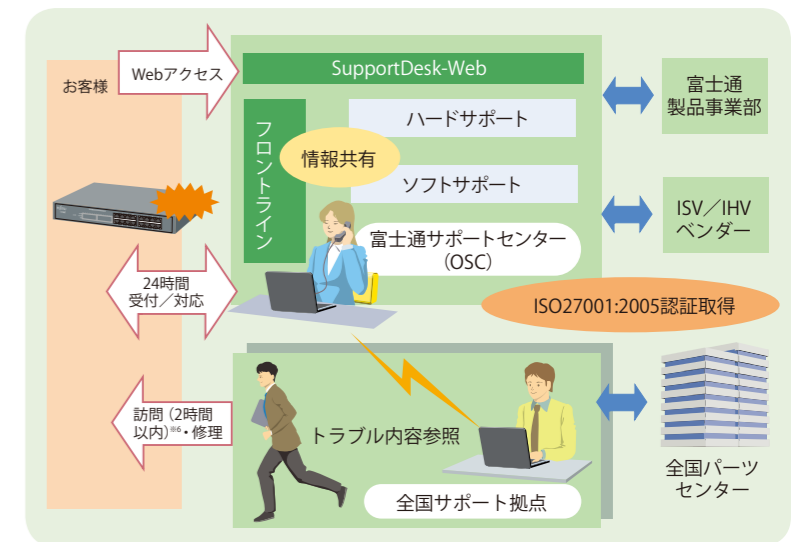 お客様
Webアクセス
SupportDesk-Web
フロントライン
情報共有
ハードサポート
ソフトサポート
富士通サポートセンター
（OSC）
富士通
製品事業部
ISV／IHV
ベンダー
24時間
受付／対応
ISO27001:2005認証取得
訪問（2時間
以内）※6・修理
トラブル内容参照
全国サポート拠点
全国パーツ
センター